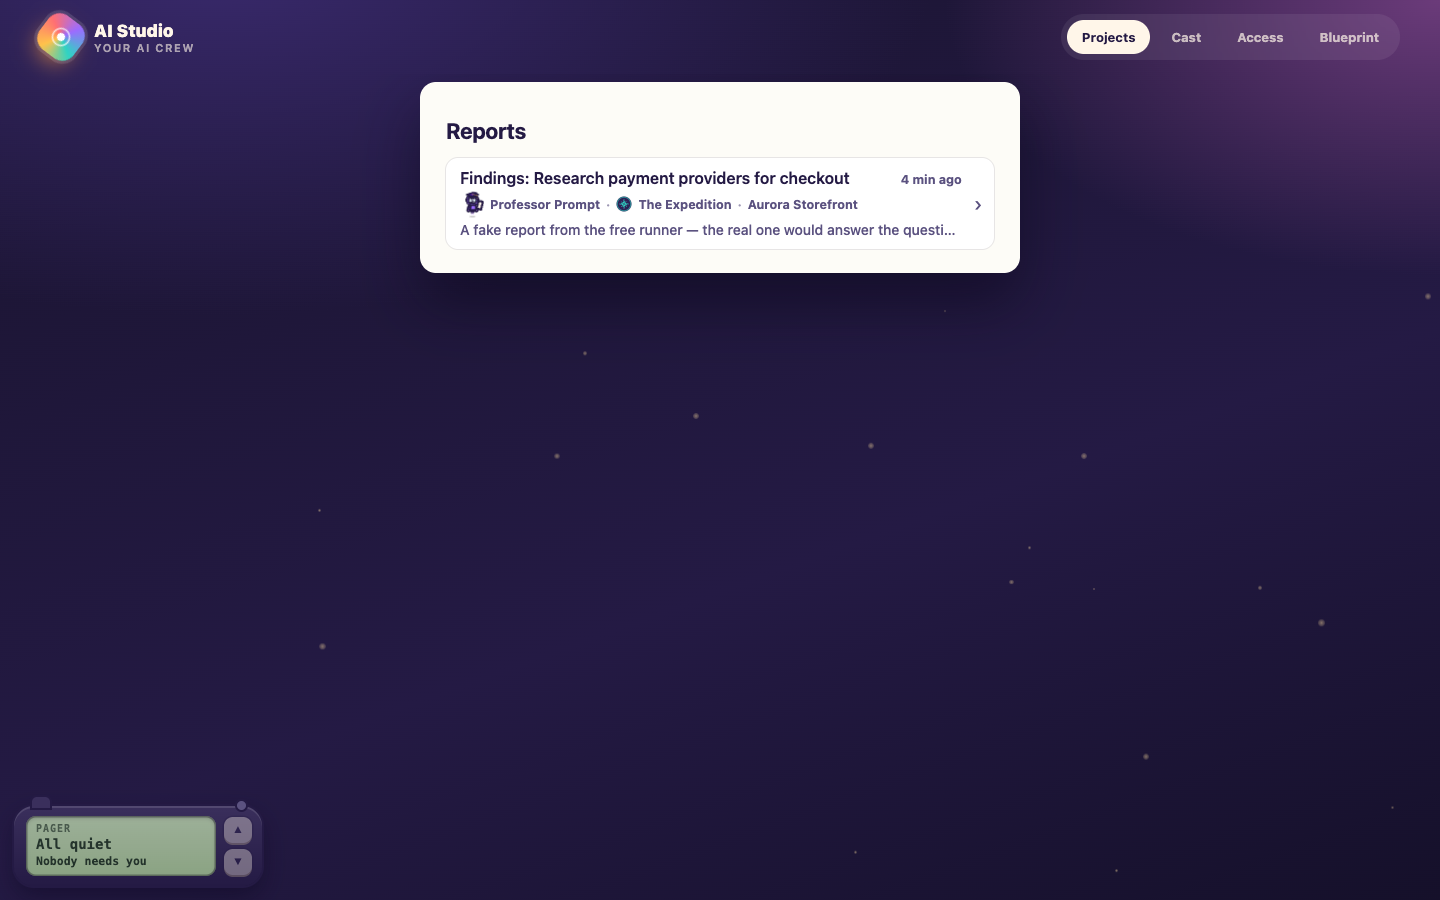 AI Studio
YOUR AI CREW
Projects
Cast
Access
Blueprint
Reports
Findings: Research payment providers for checkout
4 min ago
Professor Prompt · The Expedition · Aurora Storefront
A fake report from the free runner — the real one would answer the questi...
PAGER
All quiet
Nobody needs you